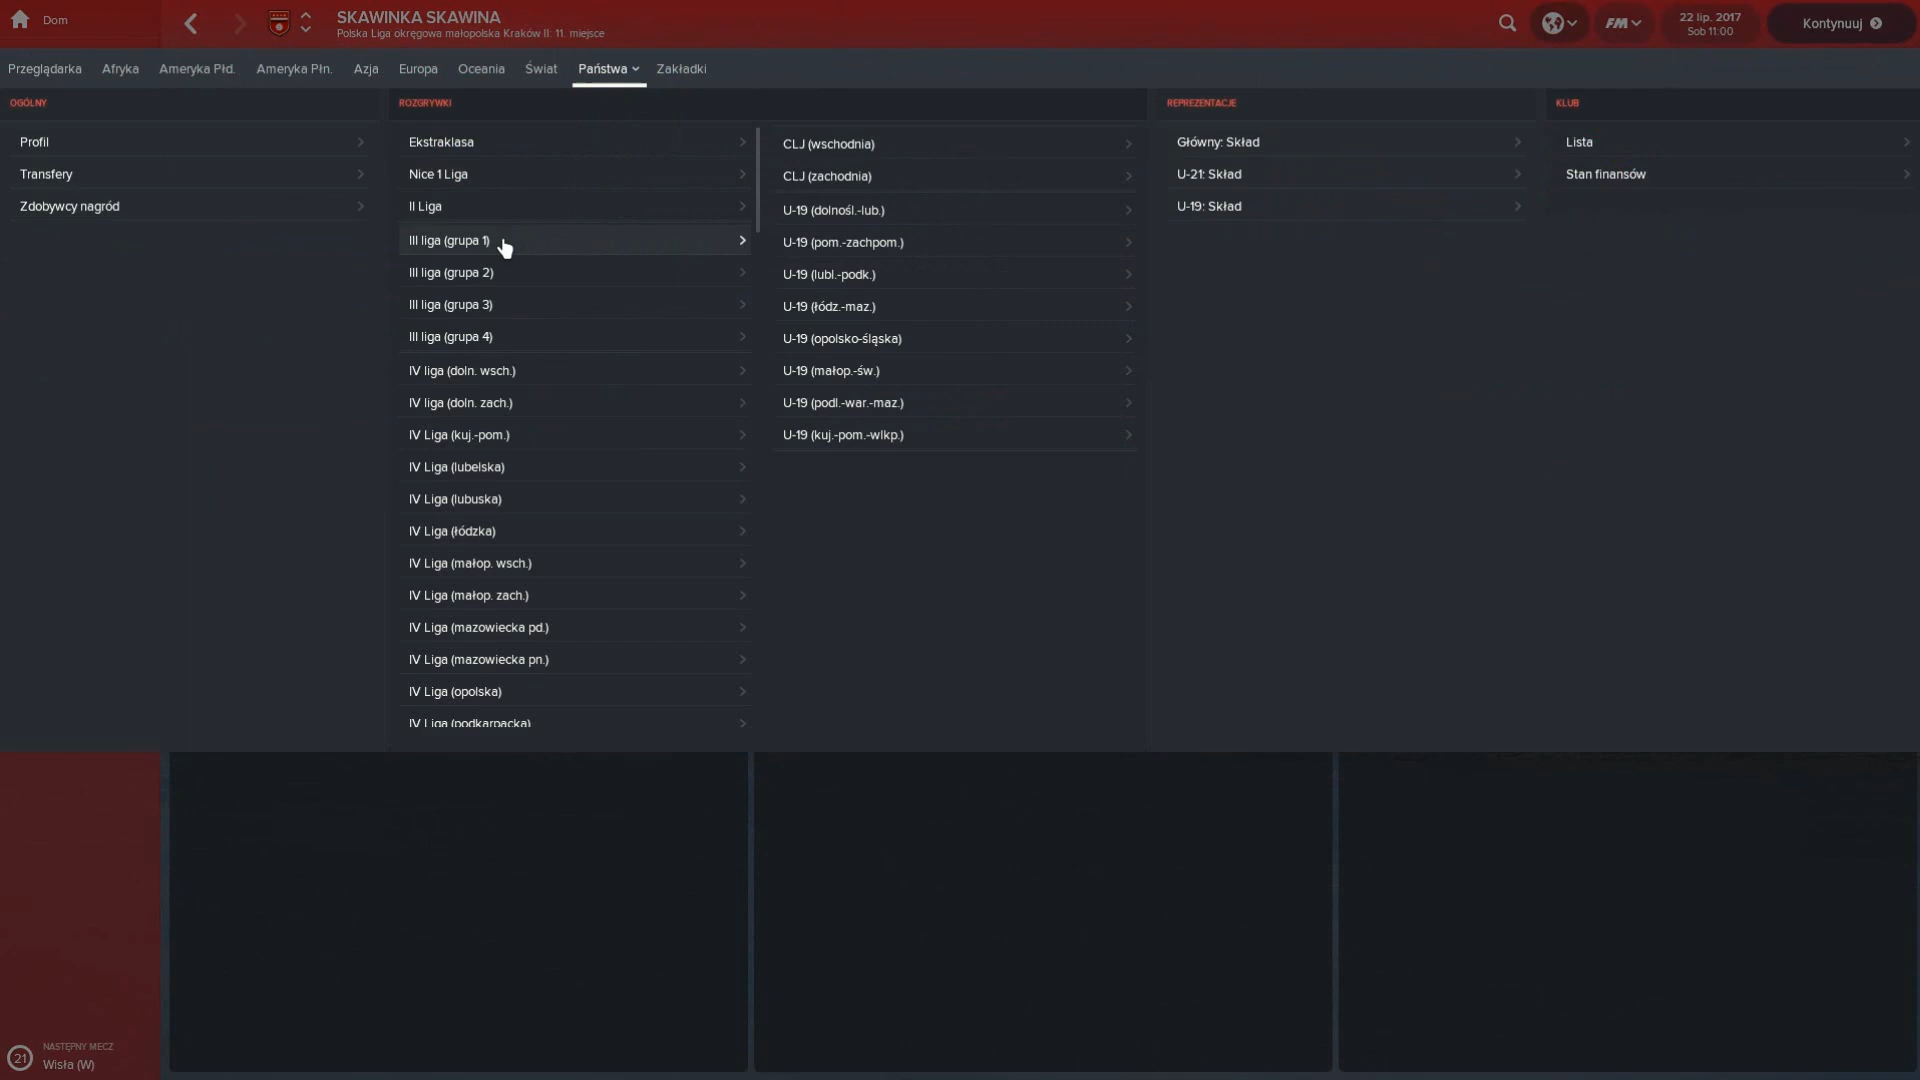 Dom
SKAWINKA SKAWINA
Polska Liga okręgowa małopolska Kraków II: 11. miejsce
FM
22 lip. 2017
Sob 11:00
Kontynuuj
Przeglądarka Afryka Ameryka Płd. Ameryka Płn. Azja Europa Oceania Świat Państwa Zakładki
OGÓLNY
Profil
Transfery
Zdobywcy nagród
ROZGRYWKI
Ekstraklasa
Nice 1 Liga
II Liga
III liga (grupa 1)
III liga (grupa 2)
III liga (grupa 3)
III liga (grupa 4)
IV liga (doln. wsch.)
IV liga (doln. zach.)
IV Liga (kuj.-pom.)
IV Liga (lubelska)
IV Liga (lubuska)
IV Liga (łódzka)
IV Liga (małop. wsch.)
IV Liga (małop. zach.)
IV Liga (mazowiecka pd.)
IV Liga (mazowiecka pn.)
IV Liga (opolska)
IV Liga (podkarpacka)
CLJ (wschodnia)
CLJ (zachodnia)
U-19 (dolnośl.-lub.)
U-19 (pom.-zachpom.)
U-19 (lubl.-podk.)
U-19 (łódz.-maz.)
U-19 (opolsko-śląska)
U-19 (małop.-św.)
U-19 (podl.-war.-maz.)
U-19 (kuj.-pom.-wlkp.)
REPREZENTACJE
Główny: Skład
U-21: Skład
U-19: Skład
KLUB
Lista
Stan finansów
21
NASTĘPNY MECZ
Wisła (W)